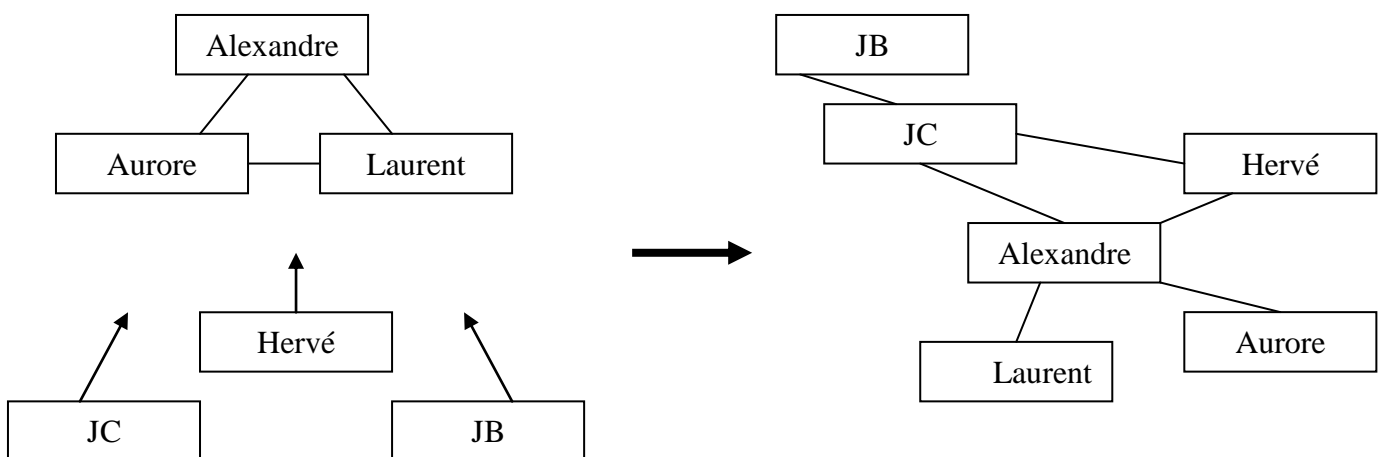 Alexandre
Aurore
Laurent
Hervé
JC
JB
JB
JC
Hervé
Alexandre
Aurore
Laurent